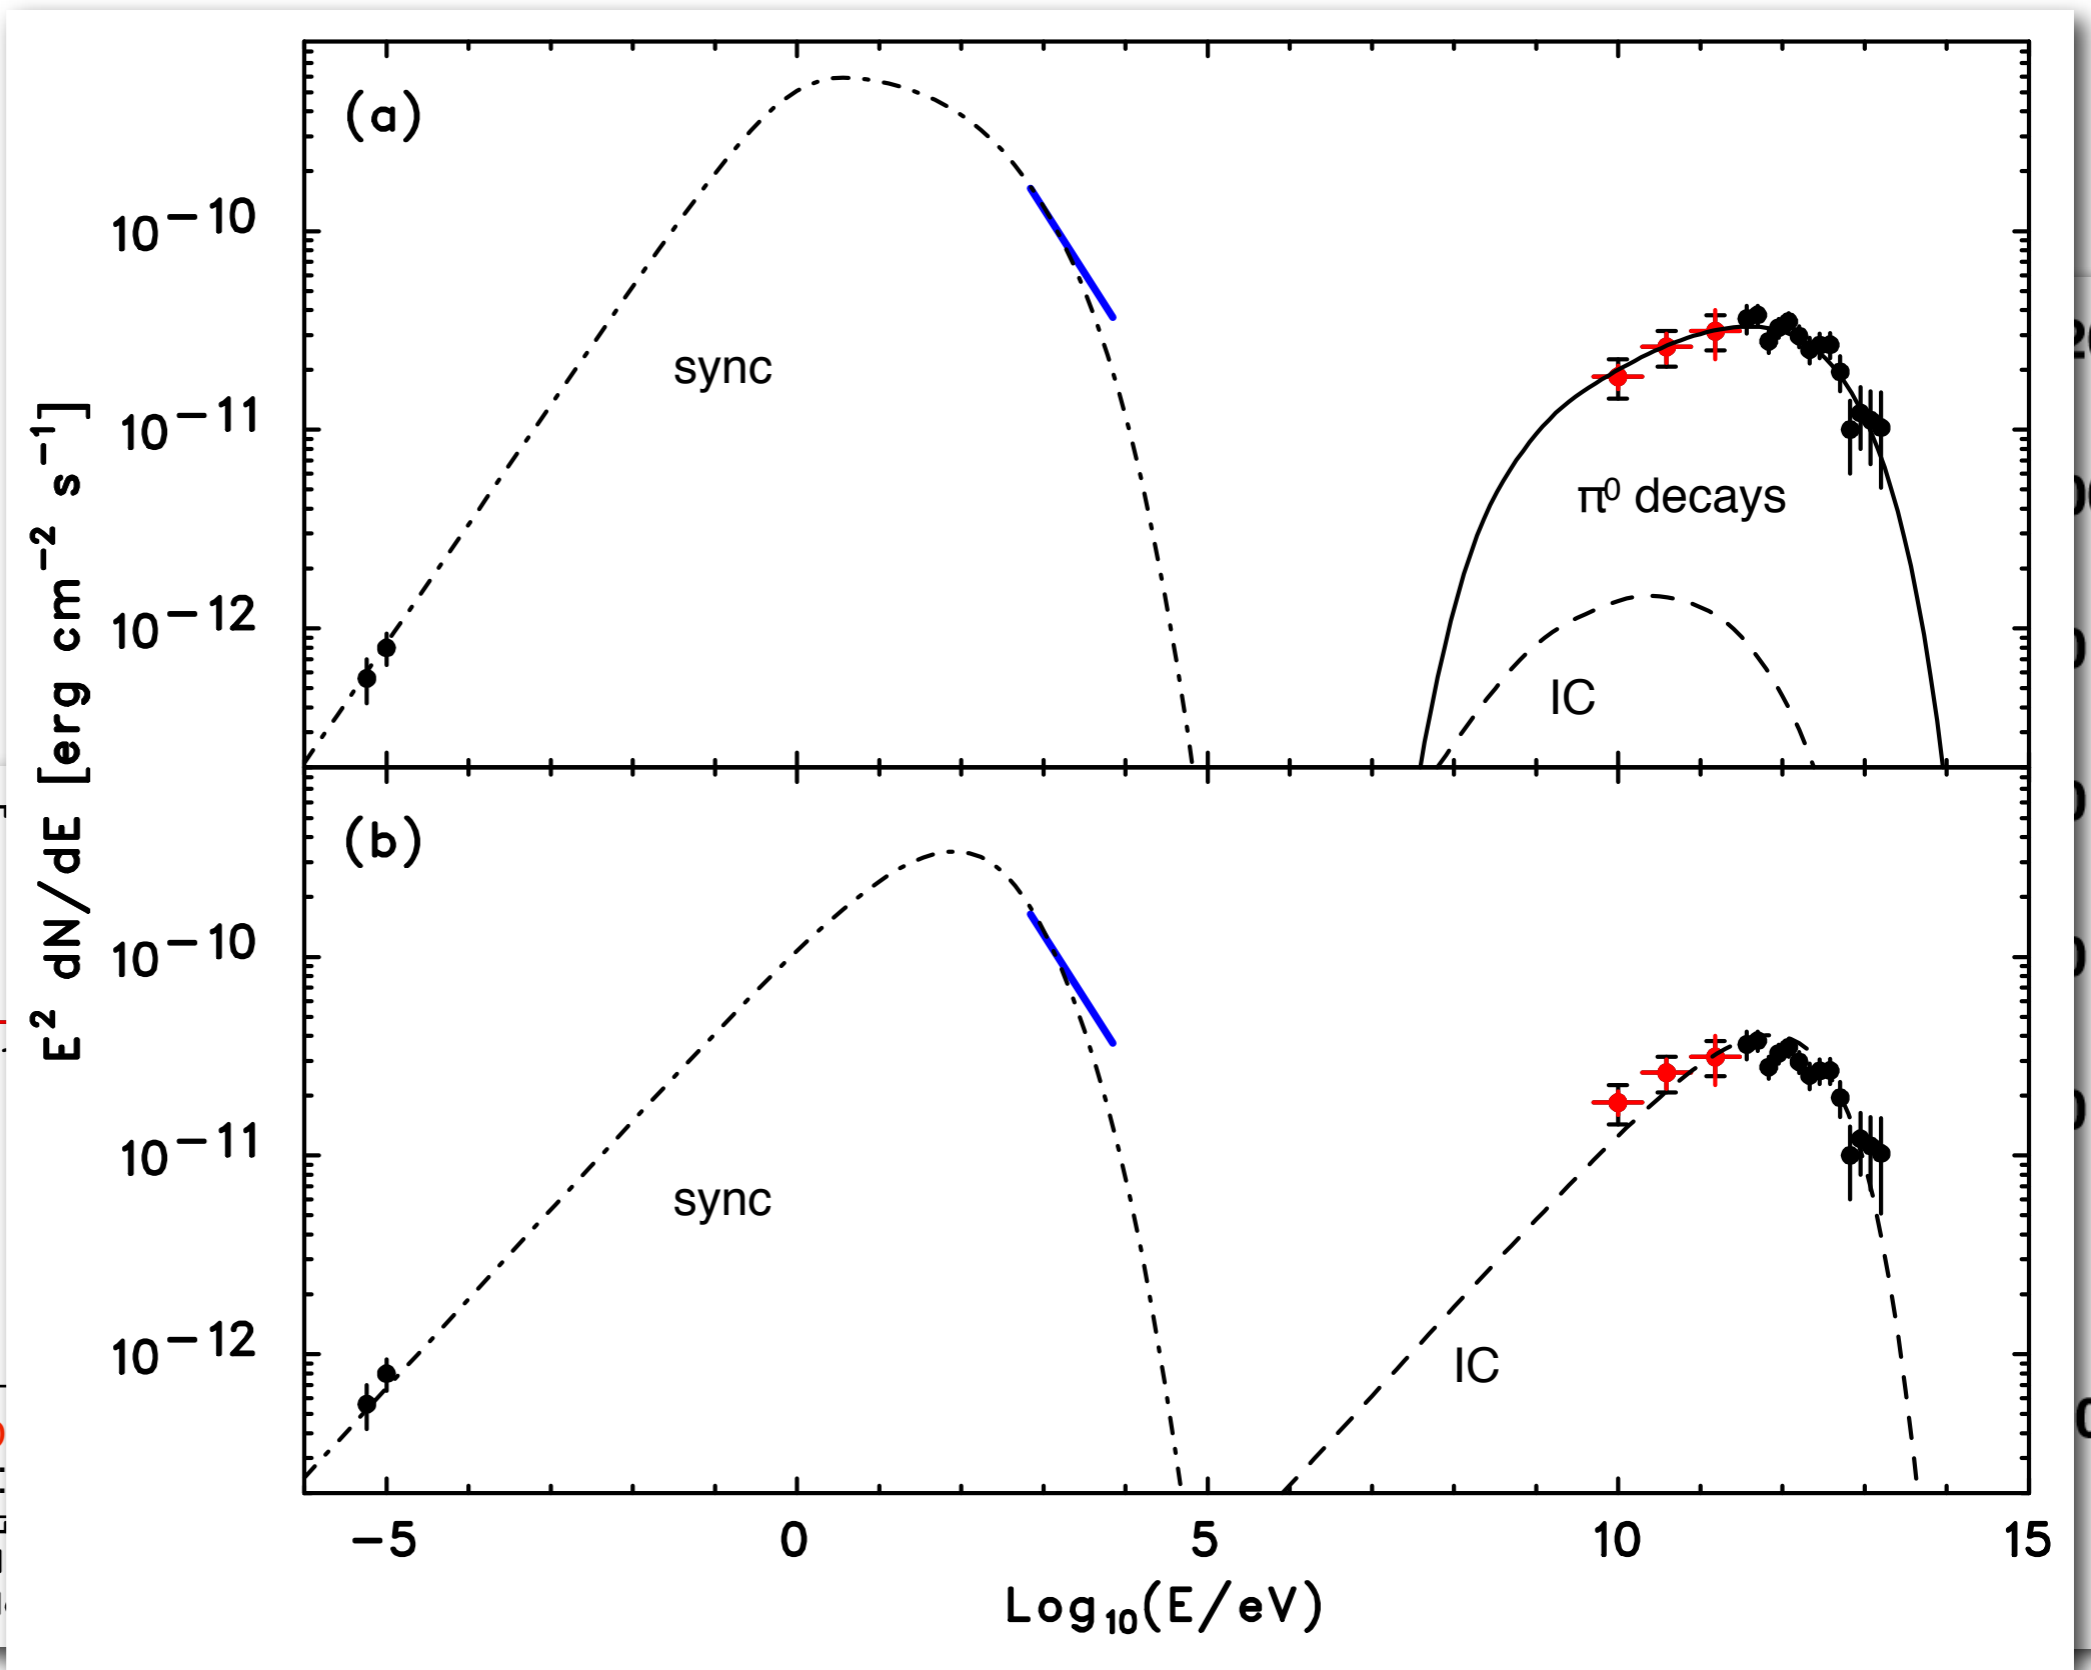 (a)
10⁻¹⁰
sync
10⁻¹¹
π⁰ decays
10⁻¹²
IC
E² dN/dE [erg cm⁻² s⁻¹]
(b)
10⁻¹⁰
10⁻¹¹
sync
10⁻¹²
IC
−5 0 5 10 15
Log₁₀(E/eV)